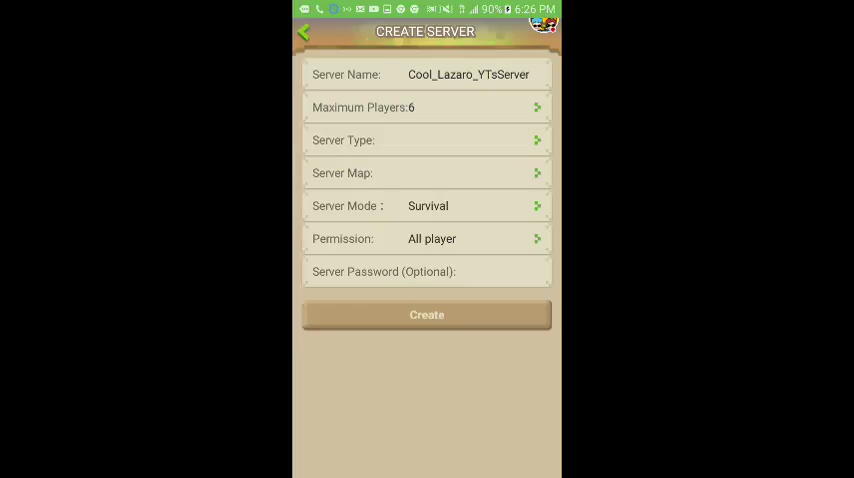 90% 6:26 PM
CREATE SERVER
Server Name: Cool_Lazaro_YTsServer
Maximum Players:6
Server Type:
Server Map:
Server Mode : Survival
Permission: All player
Server Password (Optional):
Create